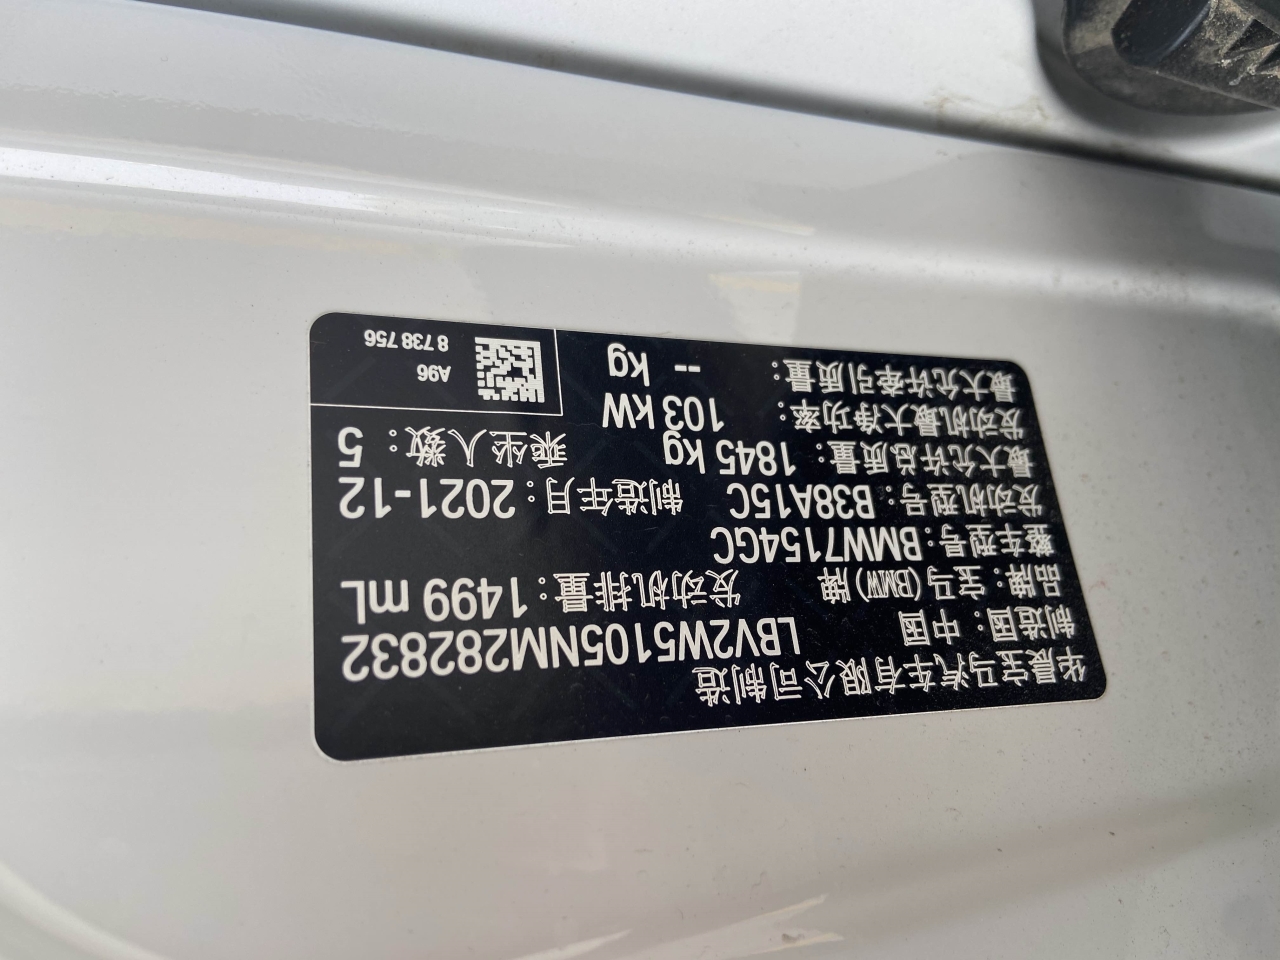 华晨宝马汽车有限公司制造
制造国：中国 LBV2W5105NM282832
品牌：宝马(BMW)牌 发动机排量：1499 mL
整车型号：BMW7154GC
发动机型号：B38A15C 制造年月：2021-12
最大允许总质量：1845 kg 乘坐人数：5
发动机最大净功率：103 kW
最大允许牵引质量：-- kg
A96
8 738 756